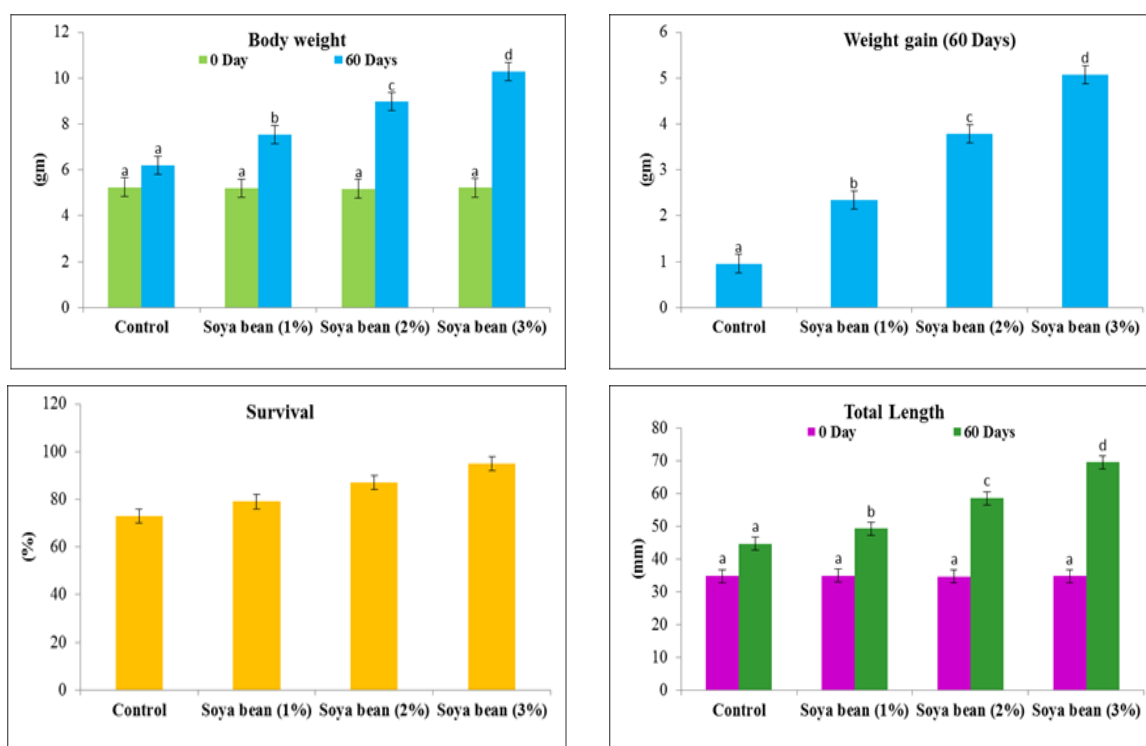 Body weight
0 Day 60 Days
12
10
8
6
4
2
0
(gm)
a a a b a c a d
Control Soya bean (1%) Soya bean (2%) Soya bean (3%)
Weight gain (60 Days)
6
5
4
3
2
1
0
(gm)
a b c d
Control Soya bean (1%) Soya bean (2%) Soya bean (3%)
Survival
120
100
80
60
40
20
0
(%)
Control Soya bean (1%) Soya bean (2%) Soya bean (3%)
Total Length
0 Day 60 Days
80
70
60
50
40
30
20
10
0
(mm)
a a a b a c a d
Control Soya bean (1%) Soya bean (2%) Soya bean (3%)